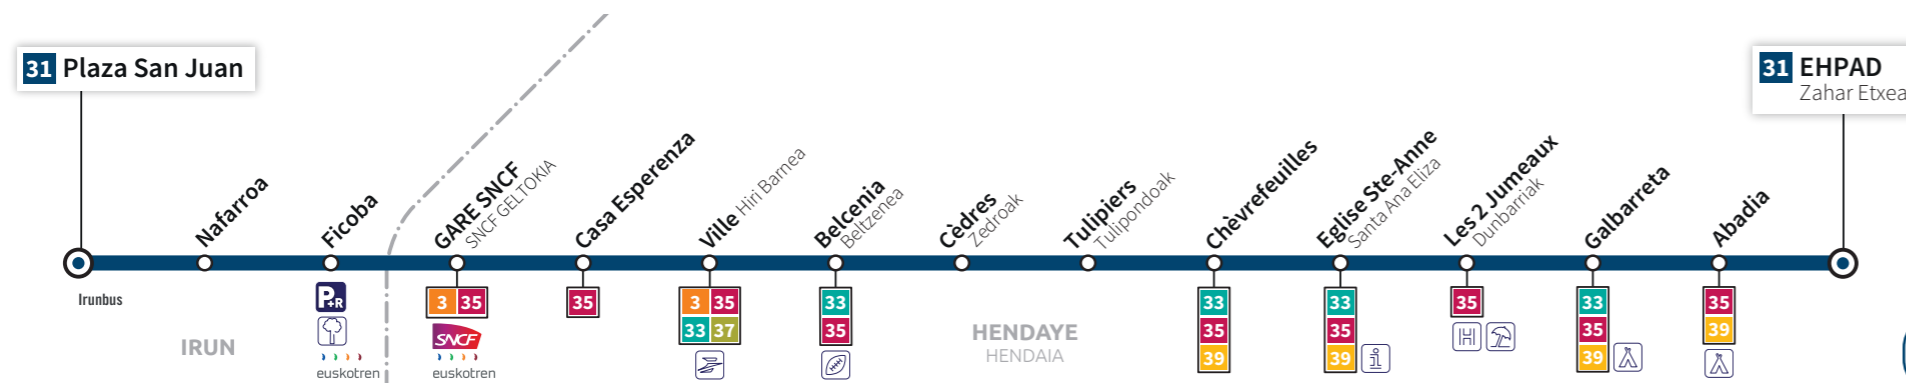 31 Plaza San Juan
31 EHPAD
Zahar Etxea
Nafarroa
Ficoba
GARE SNCF
SNCF GELTOKIA
Casa Esperenza
Ville Hiri Barnea
Belcenia
Beltzenea
Cèdres
Zedroak
Tulipiers
Tulipondoak
Chèvrefeuilles
Eglise Ste-Anne
Santa Ana Eliza
Les 2 Jumeaux
Dunbarriak
Galbarreta
Abadia
Irunbus
IRUN
P+R
euskotren
3 35
SNCF
euskotren
35
3 35
33 37
33
35
HENDAYE
HENDAIA
33
35
39
33
35
39
i
35
H
33
35
39
35
39